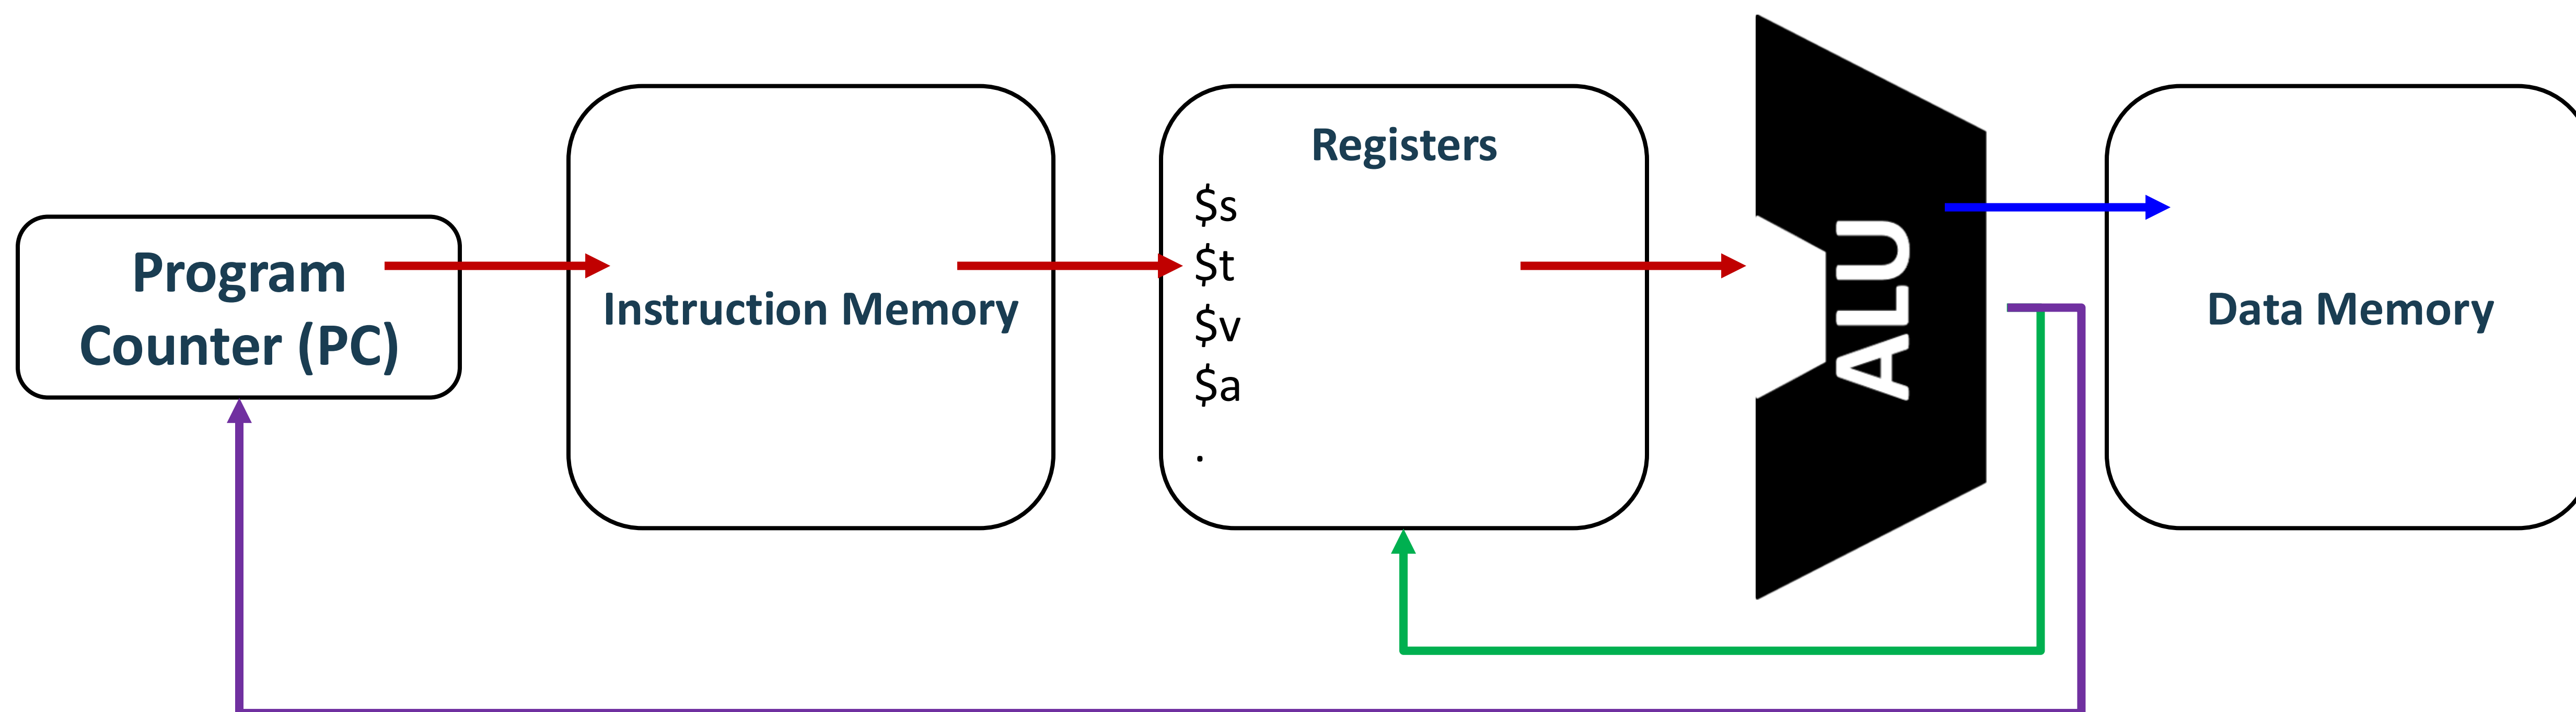 Program
Counter (PC)
Instruction Memory
Registers
$s
$t
$v
$a
.
ALU
Data Memory